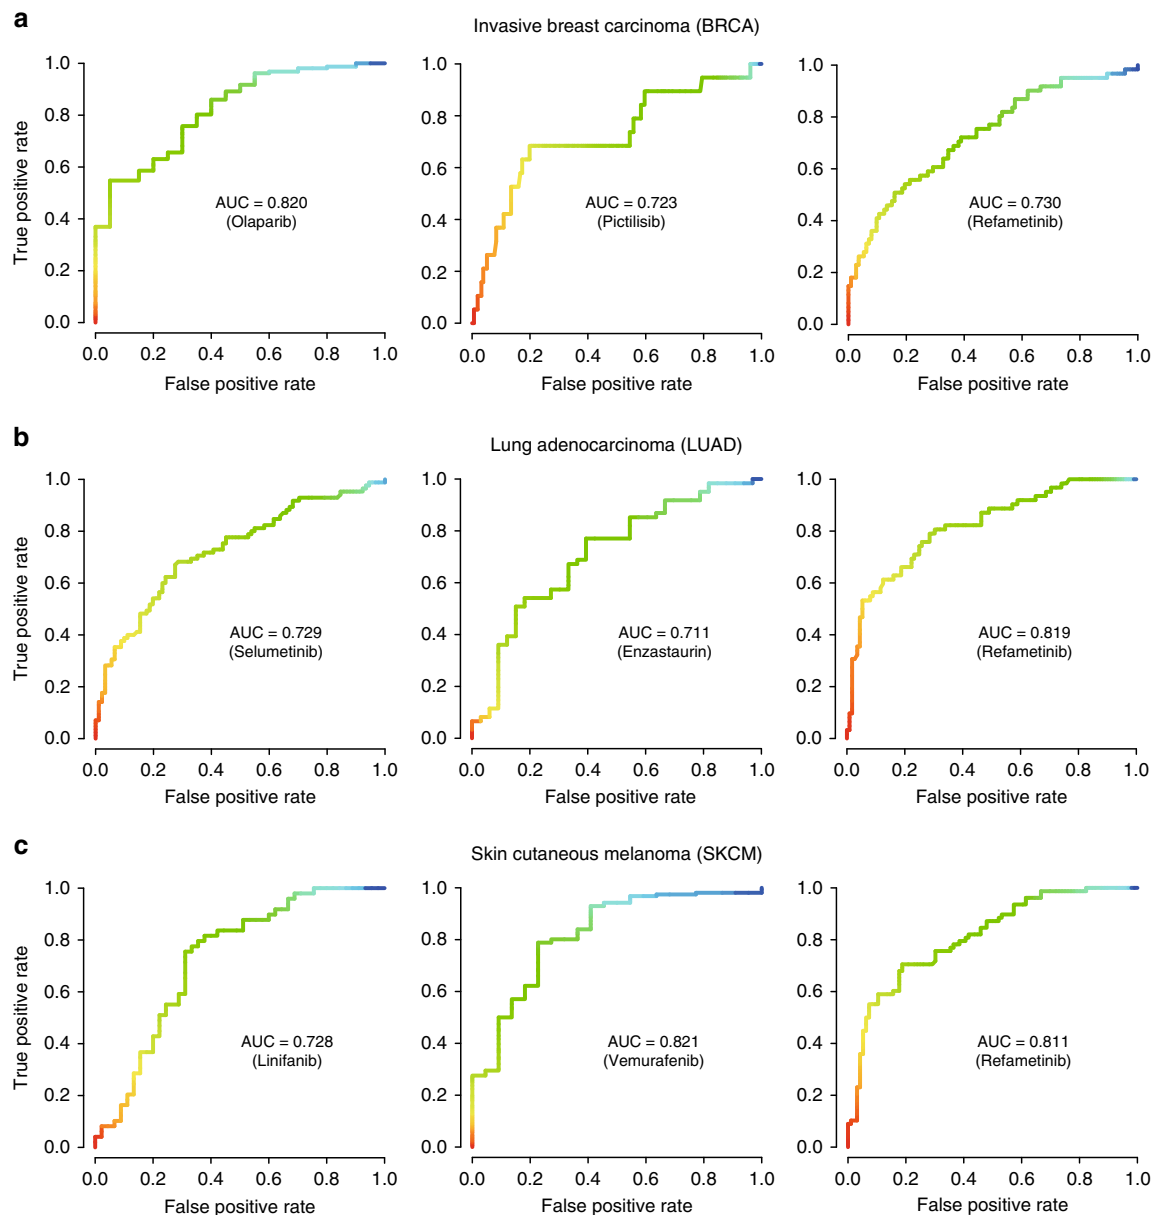 a
Invasive breast carcinoma (BRCA)
True positive rate
1.0
0.8
0.6
0.4
0.2
0.0
AUC = 0.820
(Olaparib)
0.0 0.2 0.4 0.6 0.8 1.0
False positive rate
1.0
0.8
0.6
0.4
0.2
0.0
AUC = 0.723
(Pictilisib)
0.0 0.2 0.4 0.6 0.8 1.0
False positive rate
1.0
0.8
0.6
0.4
0.2
0.0
AUC = 0.730
(Refametinib)
0.0 0.2 0.4 0.6 0.8 1.0
False positive rate
b
Lung adenocarcinoma (LUAD)
True positive rate
1.0
0.8
0.6
0.4
0.2
0.0
AUC = 0.729
(Selumetinib)
0.0 0.2 0.4 0.6 0.8 1.0
False positive rate
1.0
0.8
0.6
0.4
0.2
0.0
AUC = 0.711
(Enzastaurin)
0.0 0.2 0.4 0.6 0.8 1.0
False positive rate
1.0
0.8
0.6
0.4
0.2
0.0
AUC = 0.819
(Refametinib)
0.0 0.2 0.4 0.6 0.8 1.0
False positive rate
c
Skin cutaneous melanoma (SKCM)
True positive rate
1.0
0.8
0.6
0.4
0.2
0.0
AUC = 0.728
(Linifanib)
0.0 0.2 0.4 0.6 0.8 1.0
False positive rate
1.0
0.8
0.6
0.4
0.2
0.0
AUC = 0.821
(Vemurafenib)
0.0 0.2 0.4 0.6 0.8 1.0
False positive rate
1.0
0.8
0.6
0.4
0.2
0.0
AUC = 0.811
(Refametinib)
0.0 0.2 0.4 0.6 0.8 1.0
False positive rate